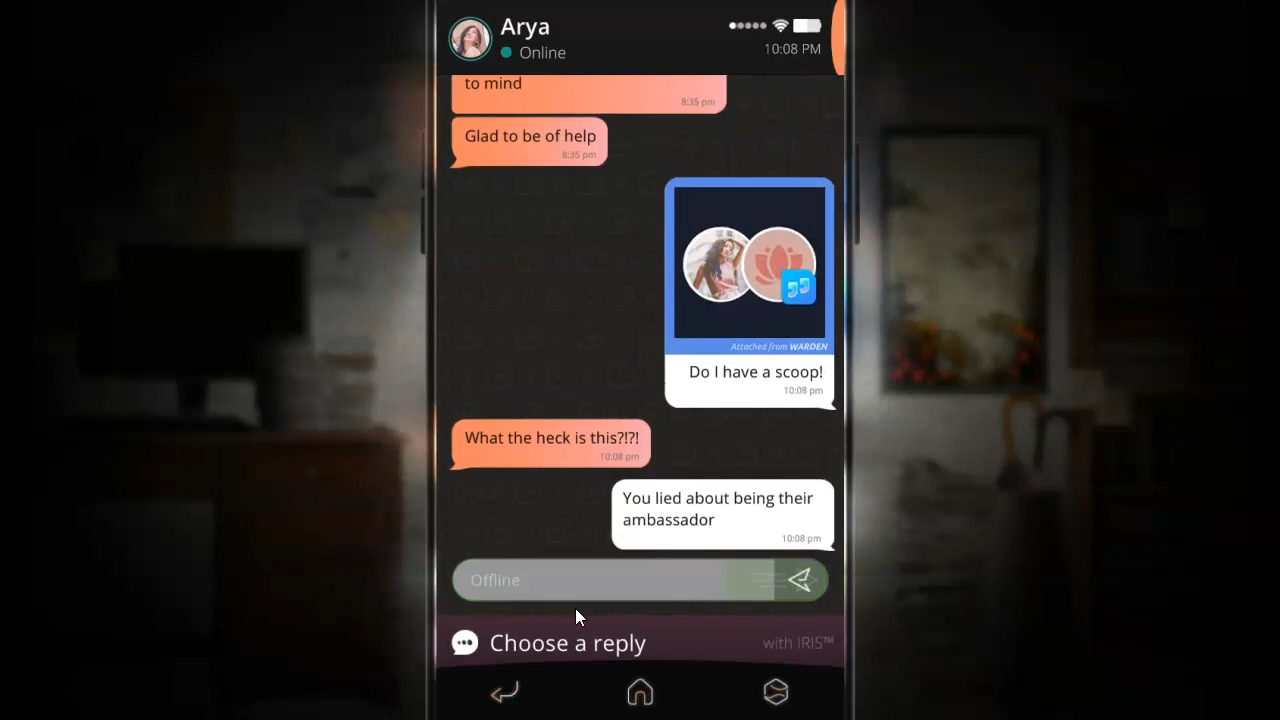 Arya
Online
10:08 PM
to mind
8:35 pm
Glad to be of help
8:35 pm
Attached from WARDEN
Do I have a scoop!
10:08 pm
What the heck is this?!?!
10:08 pm
You lied about being their
ambassador
10:08 pm
Offline
Choose a reply
with IRIS™